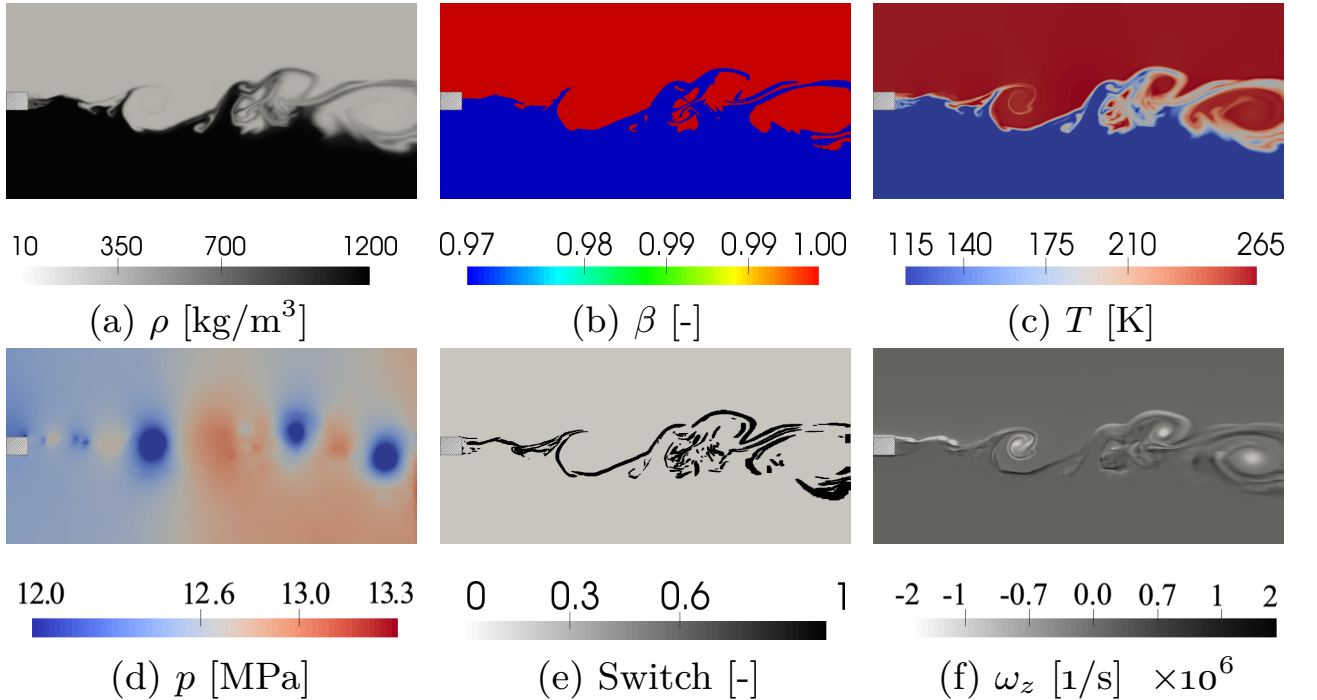 10 350 700 1200
0.97 0.98 0.99 0.99 1.00
115 140 175 210 265
(a) ρ [kg/m³]
(b) β [-]
(c) T [K]
12.0 12.6 13.0 13.3
0 0.3 0.6 1
-2 -1 -0.7 0.0 0.7 1 2
(d) p [MPa]
(e) Switch [-]
(f) ω_z [1/s] ×10⁶